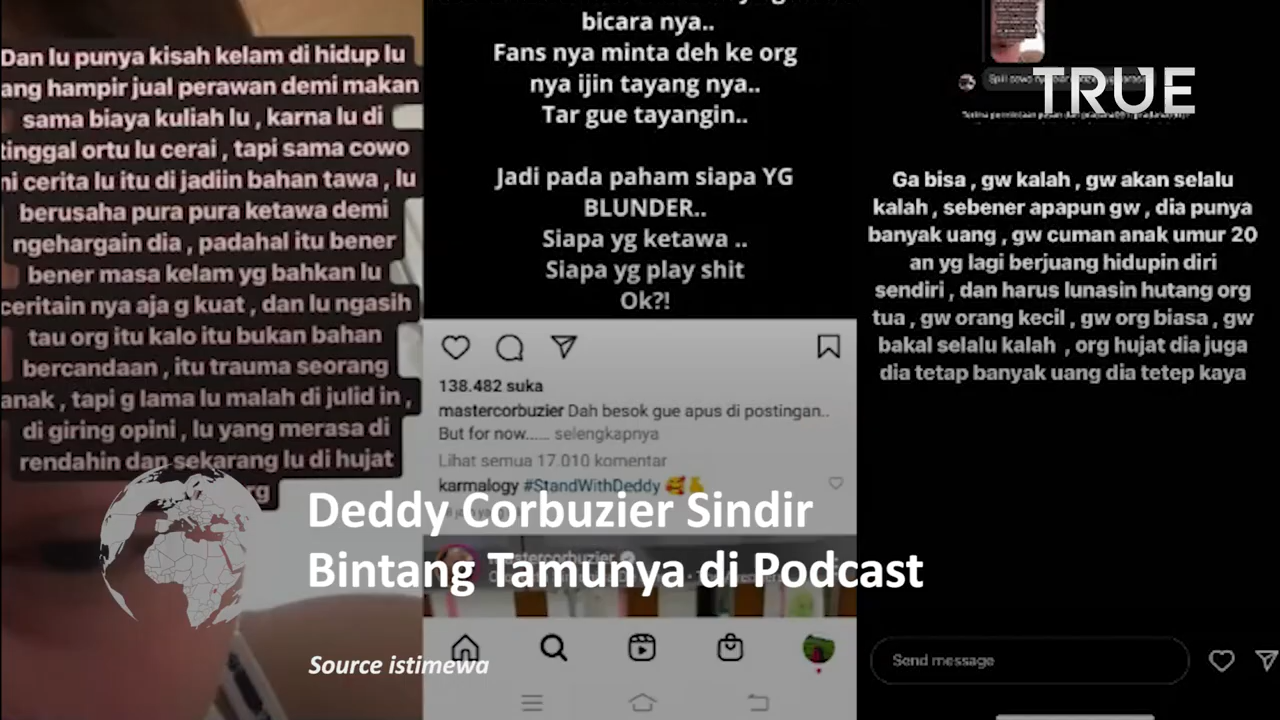 Dan lu punya kisah kelam di hidup lu
ang hampir jual perawan demi makan
sama biaya kuliah lu , karna lu di
tinggal ortu lu cerai , tapi sama cowo
ni cerita lu itu di jadiin bahan tawa , lu
berusaha pura pura ketawa demi
ngehargain dia , padahal itu bener
bener masa kelam yg bahkan lu
ceritain nya aja g kuat , dan lu ngasih
tau org itu kalo itu bukan bahan
bercandaan , itu trauma seorang
anak , tapi g lama lu malah di julid in ,
di giring opini , lu yang merasa di
rendahin dan sekarang lu di hujat
rg
bicara nya..
Fans nya minta deh ke org
nya ijin tayang nya..
Tar gue tayangin..
Jadi pada paham siapa YG
BLUNDER..
Siapa yg ketawa ..
Siapa yg play shit
Ok?!
138.482 suka
mastercorbuzier Dah besok gue apus di postingan..
But for now...... selengkapnya
Lihat semua 17.010 komentar
karmalogy #StandWithDeddy
mastercorbuzier
TRUE
Ga bisa , gw kalah , gw akan selalu
kalah , sebener apapun gw , dia punya
banyak uang , gw cuman anak umur 20
an yg lagi berjuang hidupin diri
sendiri , dan harus lunasin hutang org
tua , gw orang kecil , gw org biasa , gw
bakal selalu kalah , org hujat dia juga
dia tetap banyak uang dia tetep kaya
Send message
Deddy Corbuzier Sindir
Bintang Tamunya di Podcast
Source istimewa